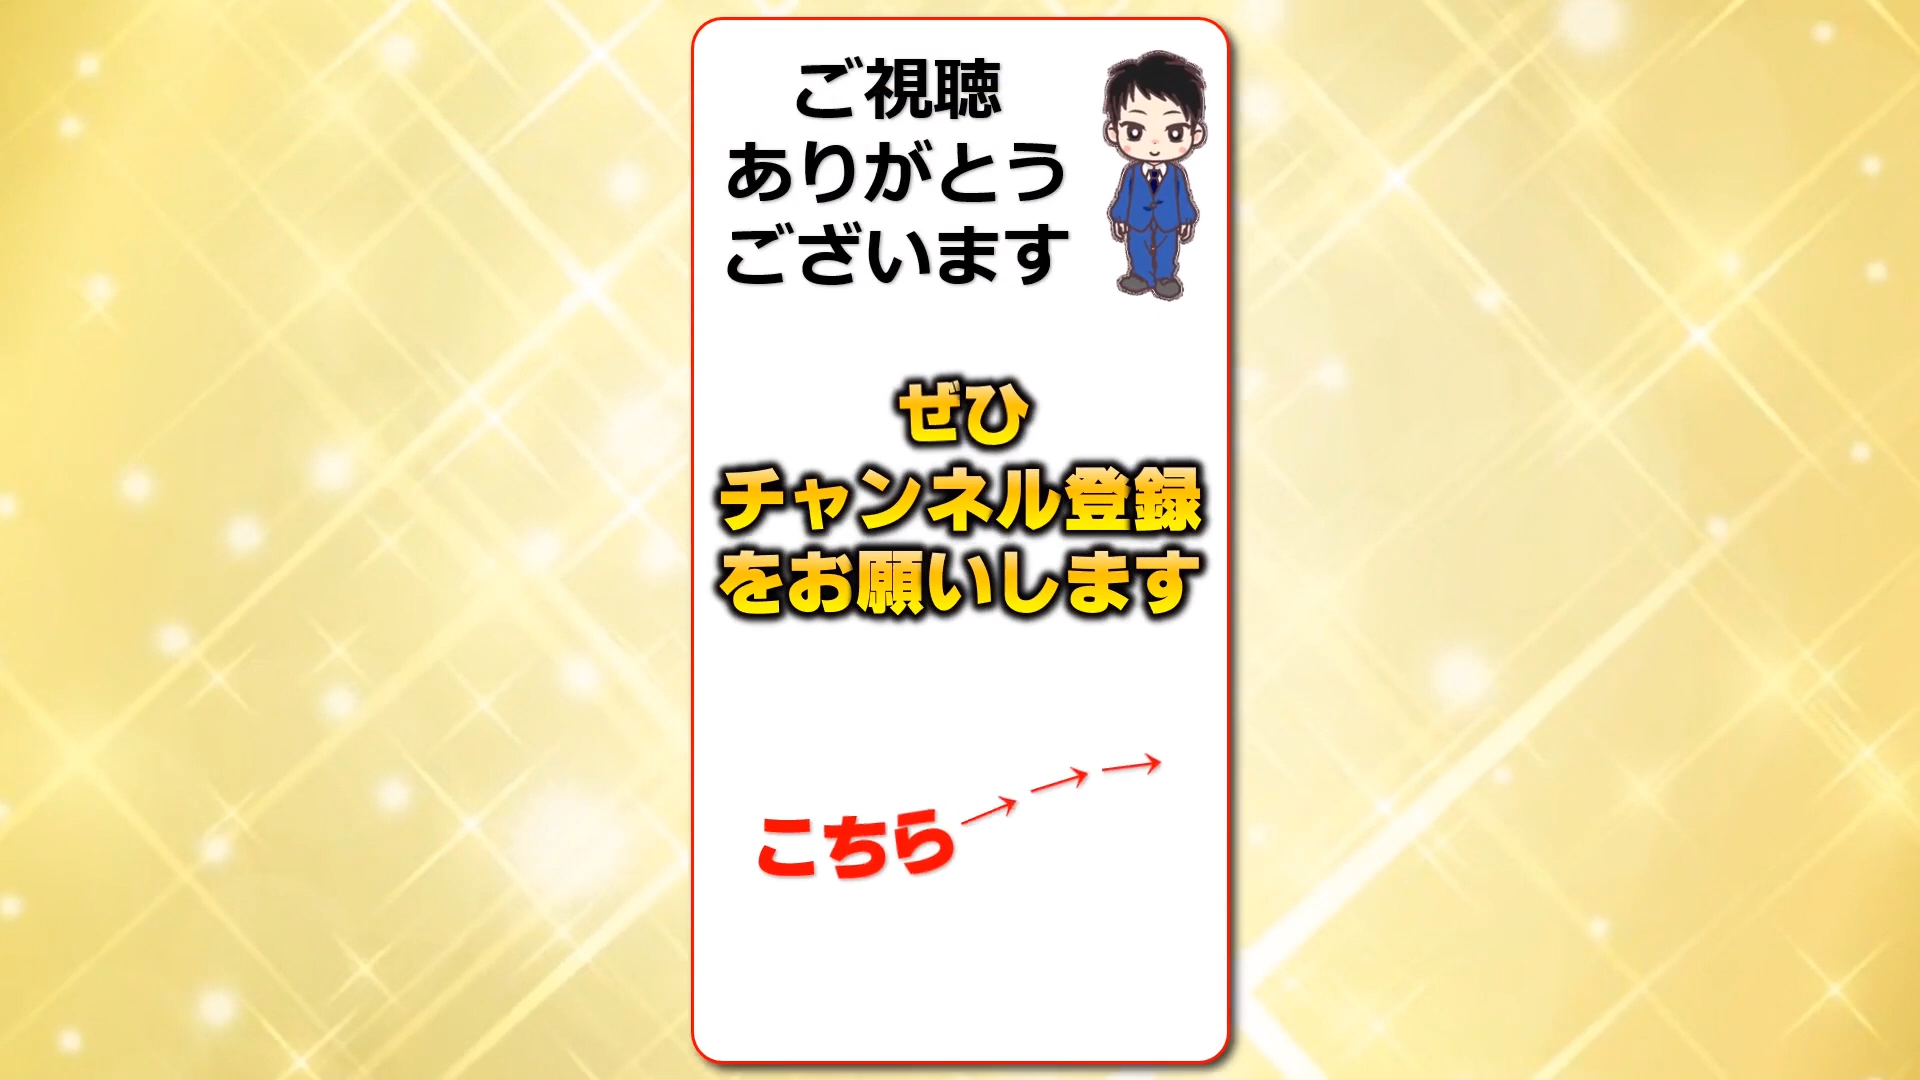 ご視聴
ありがとう
ございます
ぜひ
チャンネル登録
をお願いします
こちら→→→